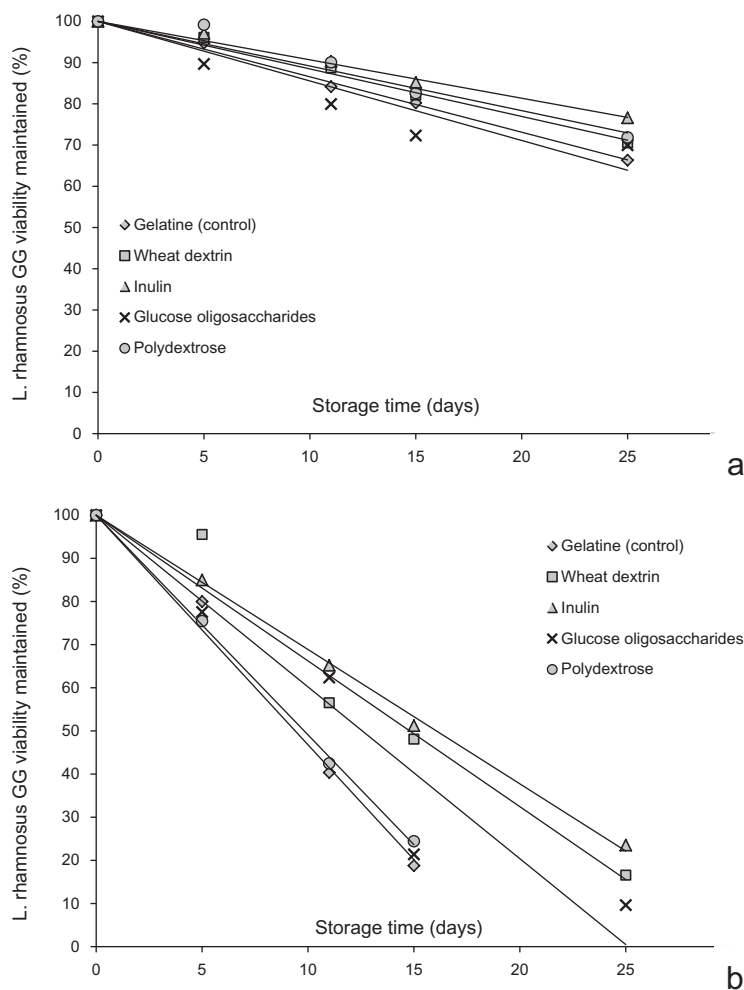 L. rhamnosus GG viability maintained (%)
100
90
80
70
60
50
40
30
20
10
0
Gelatine (control)
Wheat dextrin
Inulin
Glucose oligosaccharides
Polydextrose
Storage time (days)
0 5 10 15 20 25
a
L. rhamnosus GG viability maintained (%)
100
90
80
70
60
50
40
30
20
10
0
Gelatine (control)
Wheat dextrin
Inulin
Glucose oligosaccharides
Polydextrose
Storage time (days)
0 5 10 15 20 25
b